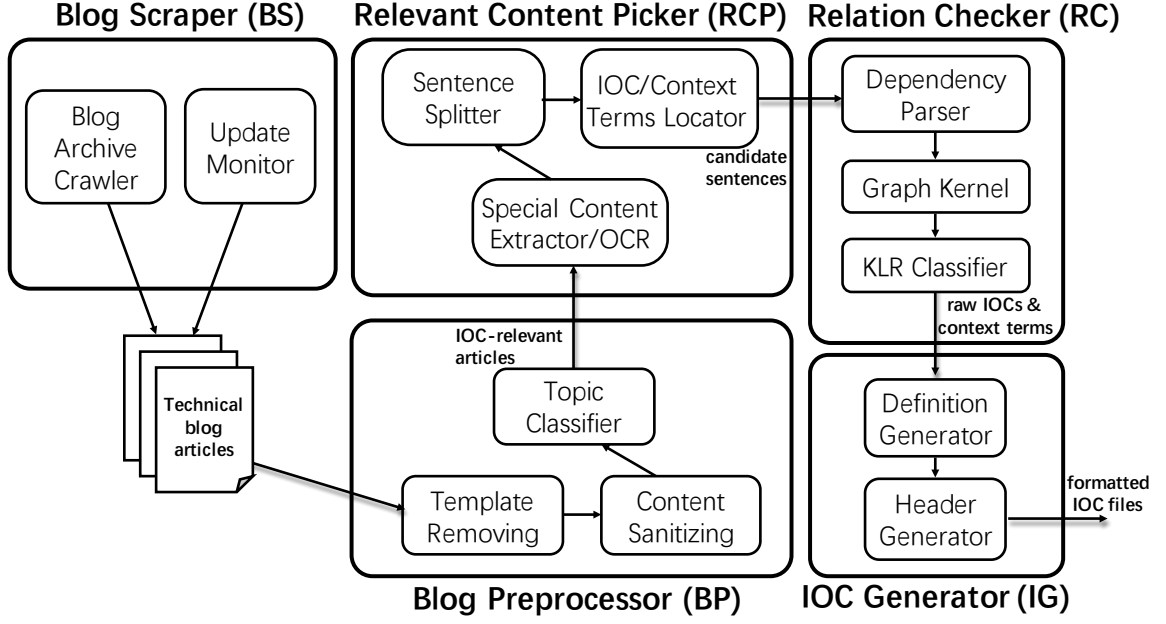 Blog Scraper (BS)
Blog
Archive
Crawler
Update
Monitor
Technical
blog
articles
Relevant Content Picker (RCP)
Sentence
Splitter
IOC/Context
Terms Locator
candidate
sentences
Special Content
Extractor/OCR
IOC-relevant
articles
Topic
Classifier
Template
Removing
Content
Sanitizing
Blog Preprocessor (BP)
Relation Checker (RC)
Dependency
Parser
Graph Kernel
KLR Classifier
raw IOCs &
context terms
Definition
Generator
Header
Generator
formatted
IOC files
IOC Generator (IG)